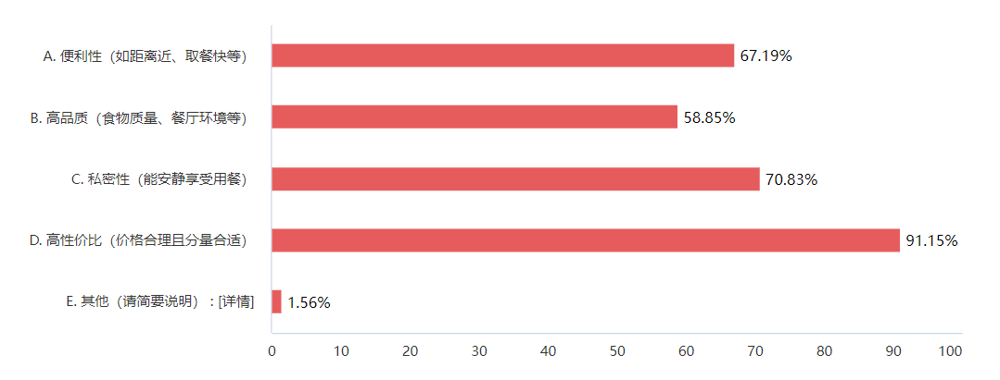 A. 便利性（如距离近、取餐快等）
67.19%
B. 高品质（食物质量、餐厅环境等）
58.85%
C. 私密性（能安静享受用餐）
70.83%
D. 高性价比（价格合理且分量合适）
91.15%
E. 其他（请简要说明）：[详情]
1.56%
0 10 20 30 40 50 60 70 80 90 100